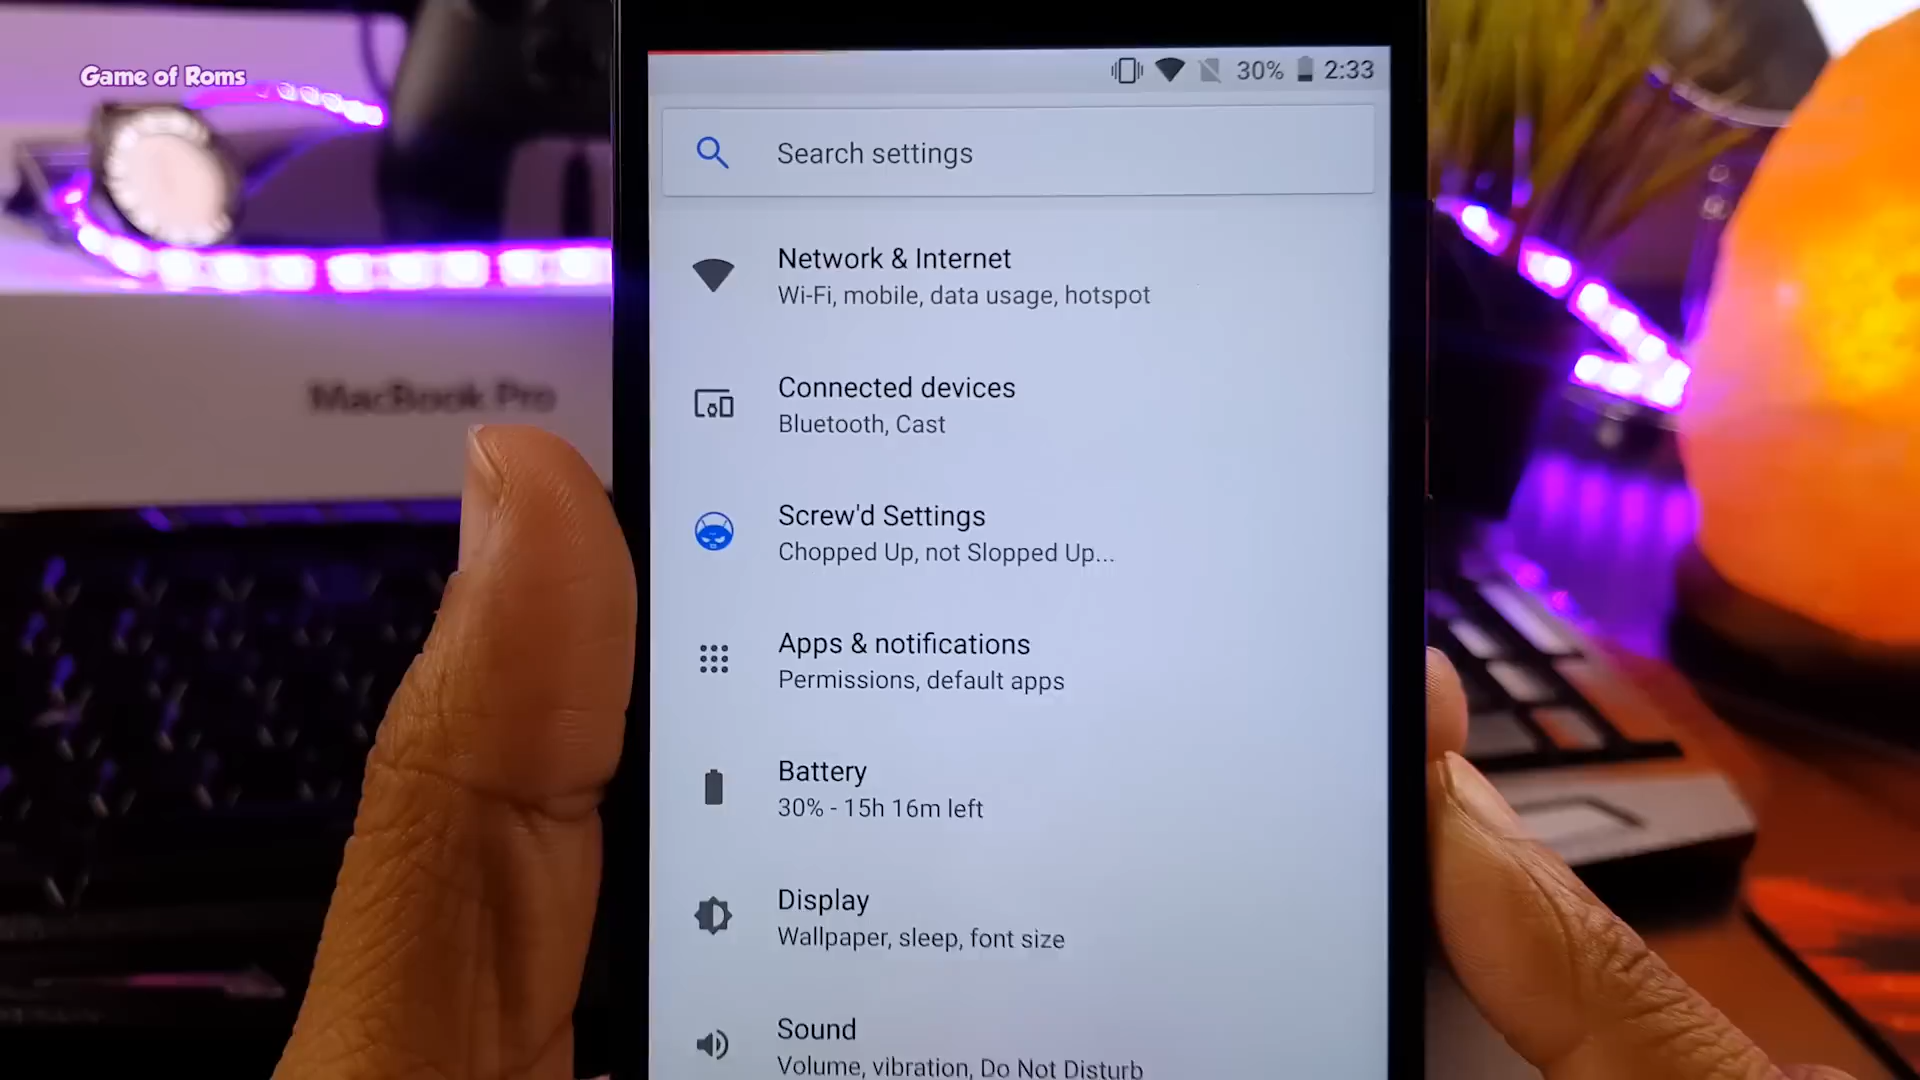 Game of Roms
30% 2:33
Search settings
Network & Internet
Wi-Fi, mobile, data usage, hotspot
MacBook Pro
Connected devices
Bluetooth, Cast
Screw'd Settings
Chopped Up, not Slopped Up...
Apps & notifications
Permissions, default apps
Battery
30% - 15h 16m left
Display
Wallpaper, sleep, font size
Sound
Volume, vibration, Do Not Disturb